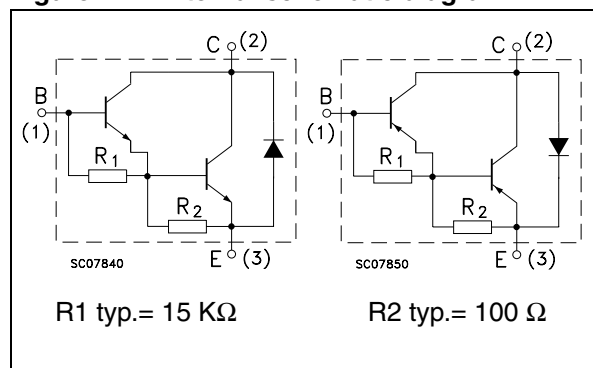 C (2) C (2)
B B
(1) (1)
R1 R1
R2 R2
E (3) E (3)
SC07840 SC07850
R1 typ.= 15 KΩ R2 typ.= 100 Ω